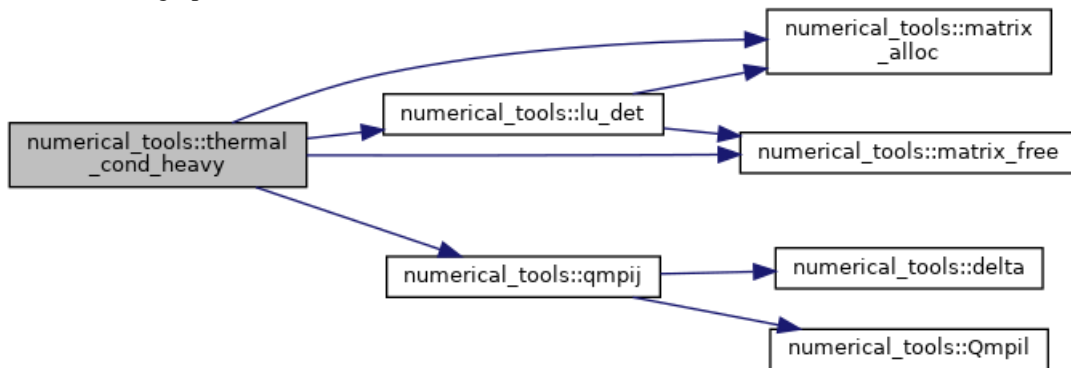 numerical_tools::matrix
_alloc
numerical_tools::lu_det
numerical_tools::thermal
_cond_heavy
numerical_tools::matrix_free
numerical_tools::qmpij
numerical_tools::delta
numerical_tools::Qmpil